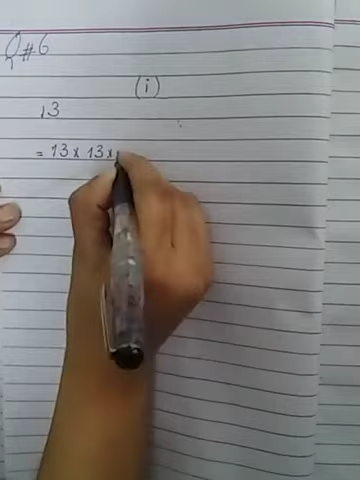 Q#6
(i)
13
= 13 x 13 x